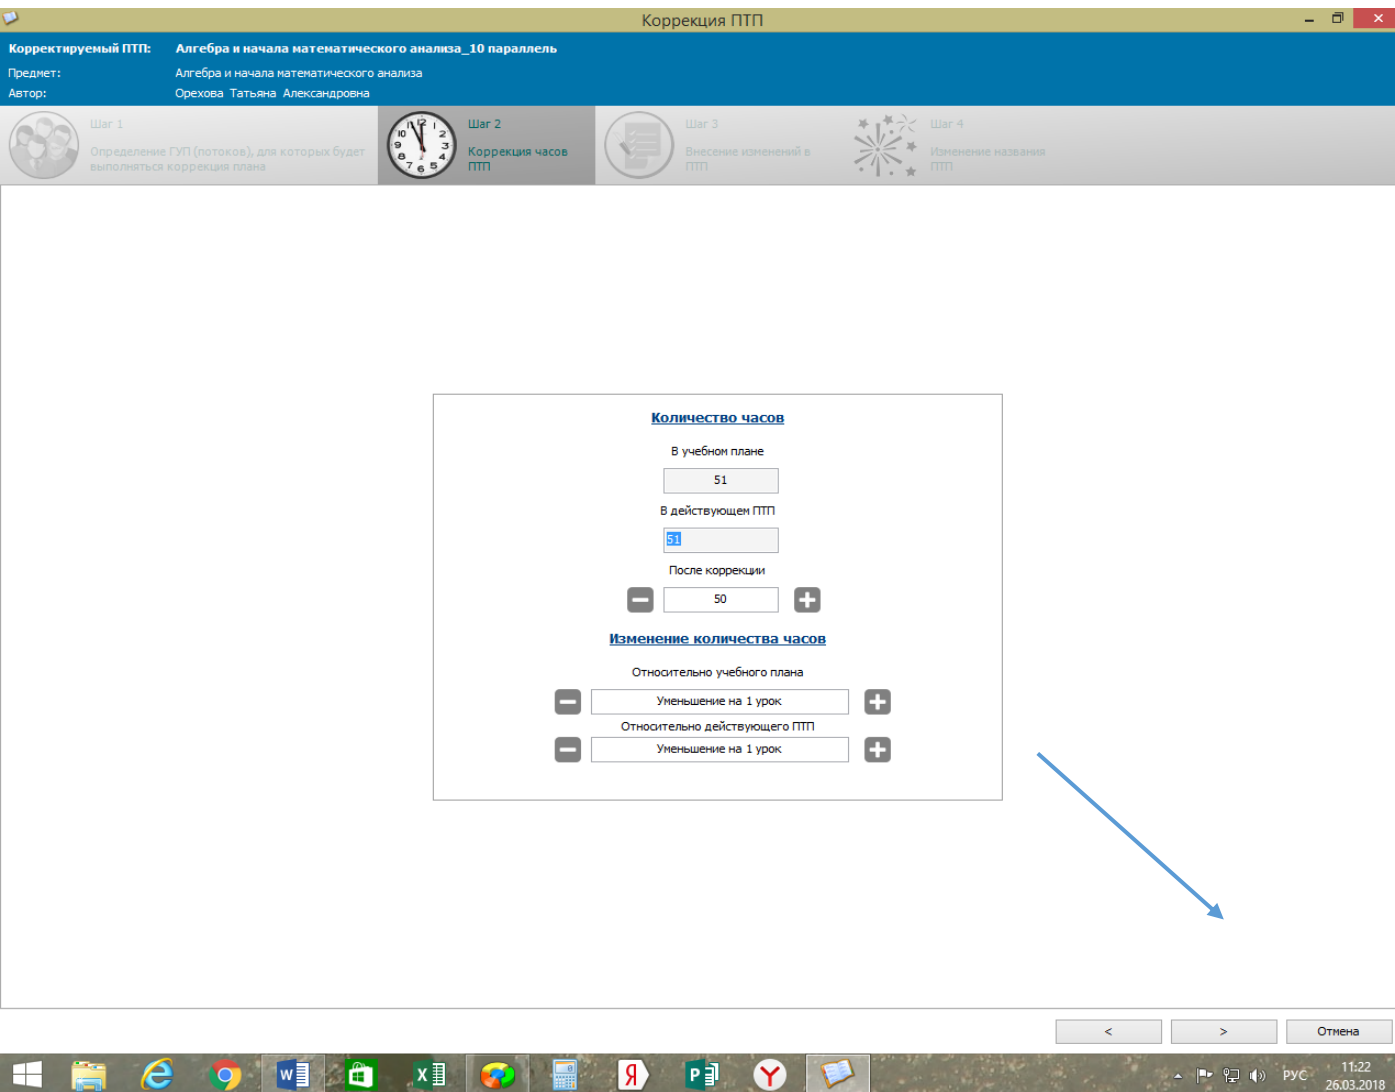 Коррекция ПТП
Корректируемый ПТП: Алгебра и начала математического анализа_10 параллель
Предмет: Алгебра и начала математического анализа
Автор: Орехова Татьяна Александровна
Шаг 1
Определение ГУП (потоков), для которых будет
выполняться коррекция плана
Шаг 2
Коррекция часов
ПТП
Шаг 3
Внесение изменений в
ПТП
Шаг 4
Изменение названия
ПТП
Количество часов
В учебном плане
51
В действующем ПТП
51
После коррекции
50
Изменение количества часов
Относительно учебного плана
Уменьшение на 1 урок
Относительно действующего ПТП
Уменьшение на 1 урок
< > Отмена
РУС 11:22
26.03.2018